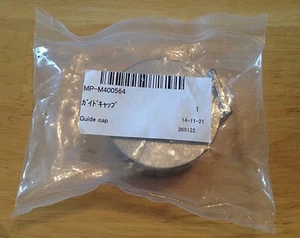 MP-M400564
ｶﾞｲﾄﾞｷｬｯﾌﾟ
1
Guide cap
14-11-21
369122